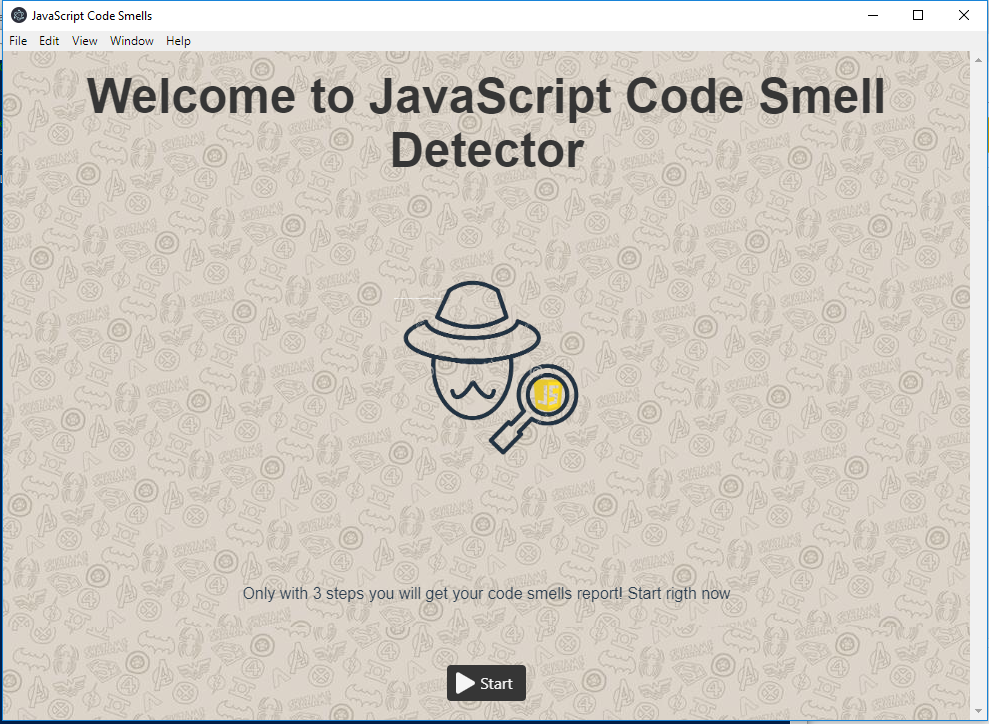 JavaScript Code Smells
File Edit View Window Help
Welcome to JavaScript Code Smell
Detector
JS
Only with 3 steps you will get your code smells report! Start rigth now
Start